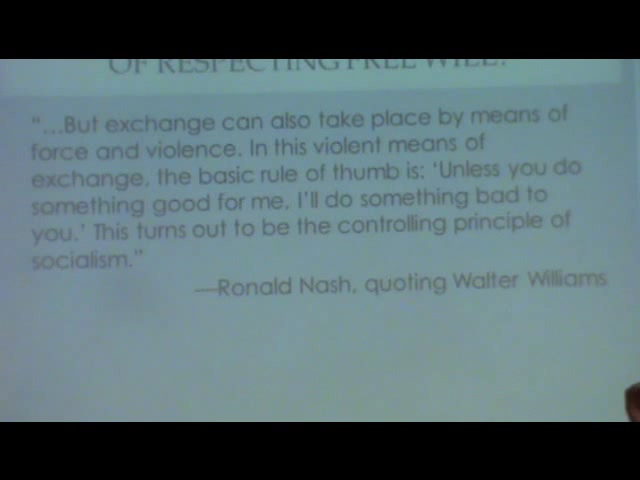 OF RESPECTING FREE WILL.
"...But exchange can also take place by means of
force and violence. In this violent means of
exchange, the basic rule of thumb is: 'Unless you do
something good for me, I'll do something bad to
you.' This turns out to be the controlling principle of
socialism."
—Ronald Nash, quoting Walter Williams